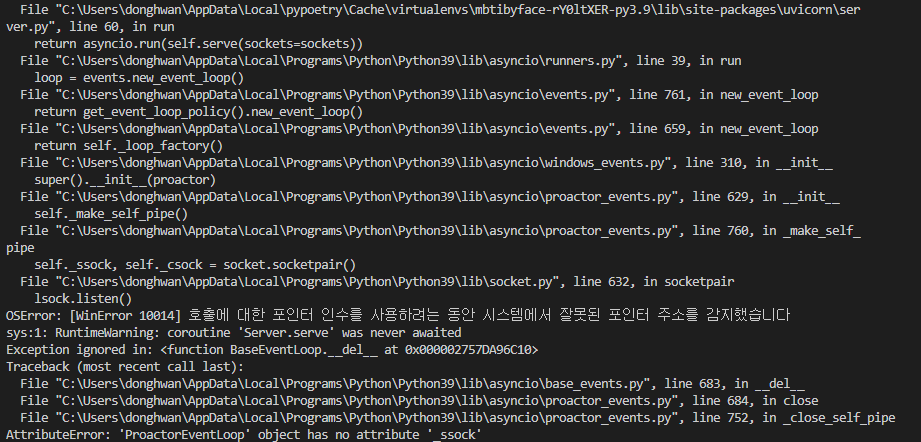 File "C:\Users\donghwan\AppData\Local\pypoetry\Cache\virtualenvs\mbtibyface-rY0ltXER-py3.9\lib\site-packages\uvicorn\ser
ver.py", line 60, in run
    return asyncio.run(self.serve(sockets=sockets))
  File "C:\Users\donghwan\AppData\Local\Programs\Python\Python39\lib\asyncio\runners.py", line 39, in run
    loop = events.new_event_loop()
  File "C:\Users\donghwan\AppData\Local\Programs\Python\Python39\lib\asyncio\events.py", line 761, in new_event_loop
    return get_event_loop_policy().new_event_loop()
  File "C:\Users\donghwan\AppData\Local\Programs\Python\Python39\lib\asyncio\events.py", line 659, in new_event_loop
    return self._loop_factory()
  File "C:\Users\donghwan\AppData\Local\Programs\Python\Python39\lib\asyncio\windows_events.py", line 310, in __init__
    super().__init__(proactor)
  File "C:\Users\donghwan\AppData\Local\Programs\Python\Python39\lib\asyncio\proactor_events.py", line 629, in __init__
    self._make_self_pipe()
  File "C:\Users\donghwan\AppData\Local\Programs\Python\Python39\lib\asyncio\proactor_events.py", line 760, in _make_self_
pipe
    self._ssock, self._csock = socket.socketpair()
  File "C:\Users\donghwan\AppData\Local\Programs\Python\Python39\lib\socket.py", line 632, in socketpair
    lsock.listen()
OSError: [WinError 10014] 호출에 대한 포인터 인수를 사용하려는 동안 시스템에서 잘못된 포인터 주소를 감지했습니다
sys:1: RuntimeWarning: coroutine 'Server.serve' was never awaited
Exception ignored in: <function BaseEventLoop.__del__ at 0x000002757DA96C10>
Traceback (most recent call last):
  File "C:\Users\donghwan\AppData\Local\Programs\Python\Python39\lib\asyncio\base_events.py", line 683, in __del__
  File "C:\Users\donghwan\AppData\Local\Programs\Python\Python39\lib\asyncio\proactor_events.py", line 684, in close
  File "C:\Users\donghwan\AppData\Local\Programs\Python\Python39\lib\asyncio\proactor_events.py", line 752, in _close_self_pipe
AttributeError: 'ProactorEventLoop' object has no attribute '_ssock'